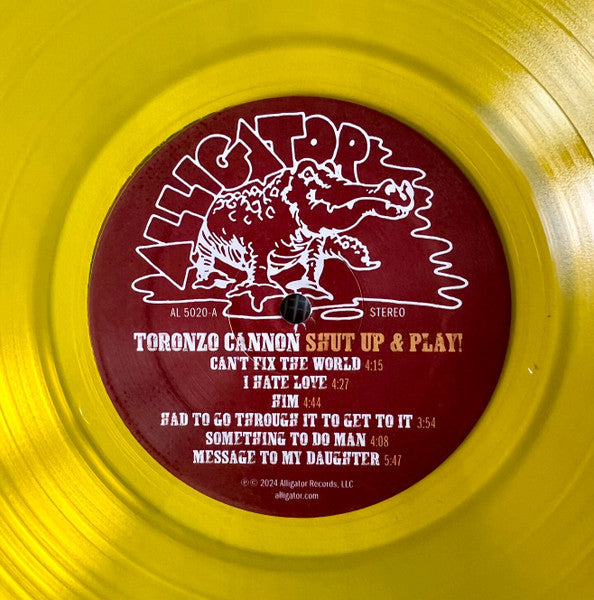 ALLIGATOR
AL 5020-A STEREO
TORONZO CANNON SHUT UP & PLAY!
CAN'T FIX THE WORLD 4:15
I HATE LOVE 4:27
HIM 4:44
HAD TO GO THROUGH IT TO GET TO IT 3:54
SOMETHING TO DO MAN 4:08
MESSAGE TO MY DAUGHTER 5:47
℗ © 2024 Alligator Records, LLC
alligator.com